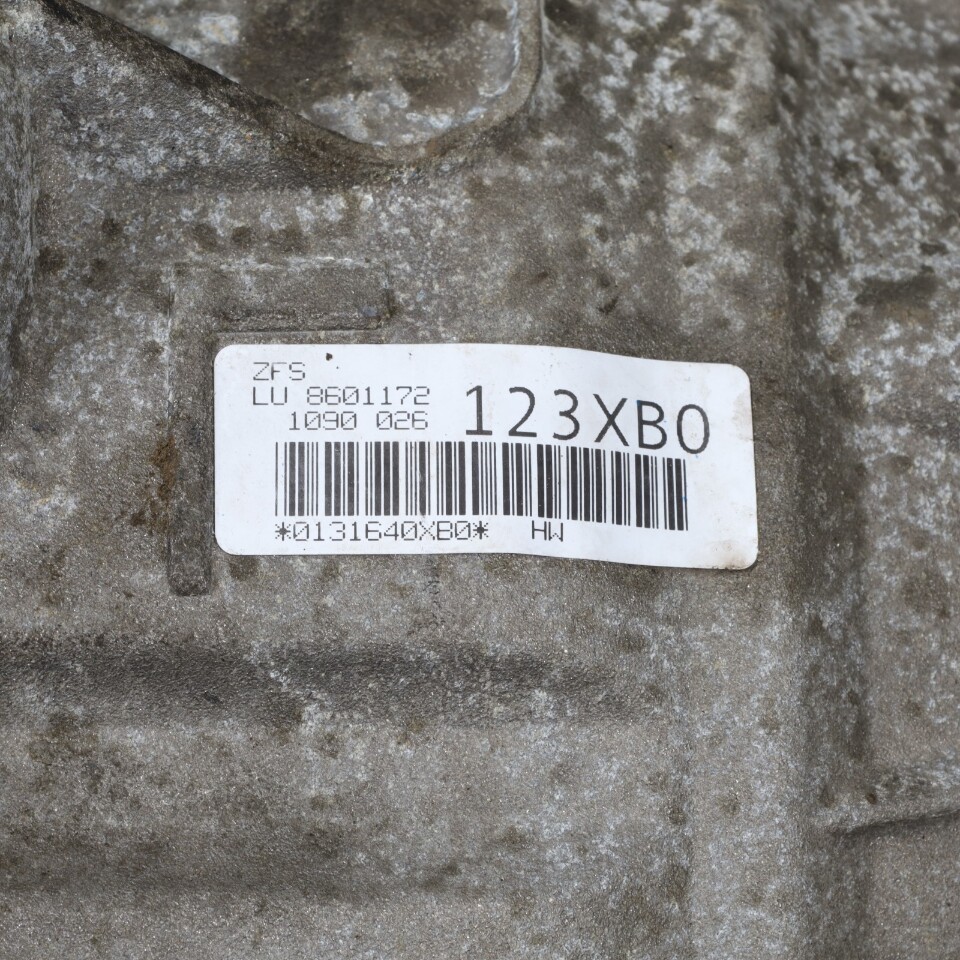 ZFS
LU 8601172
1090 026
123XB0
*0131640XB0* HW